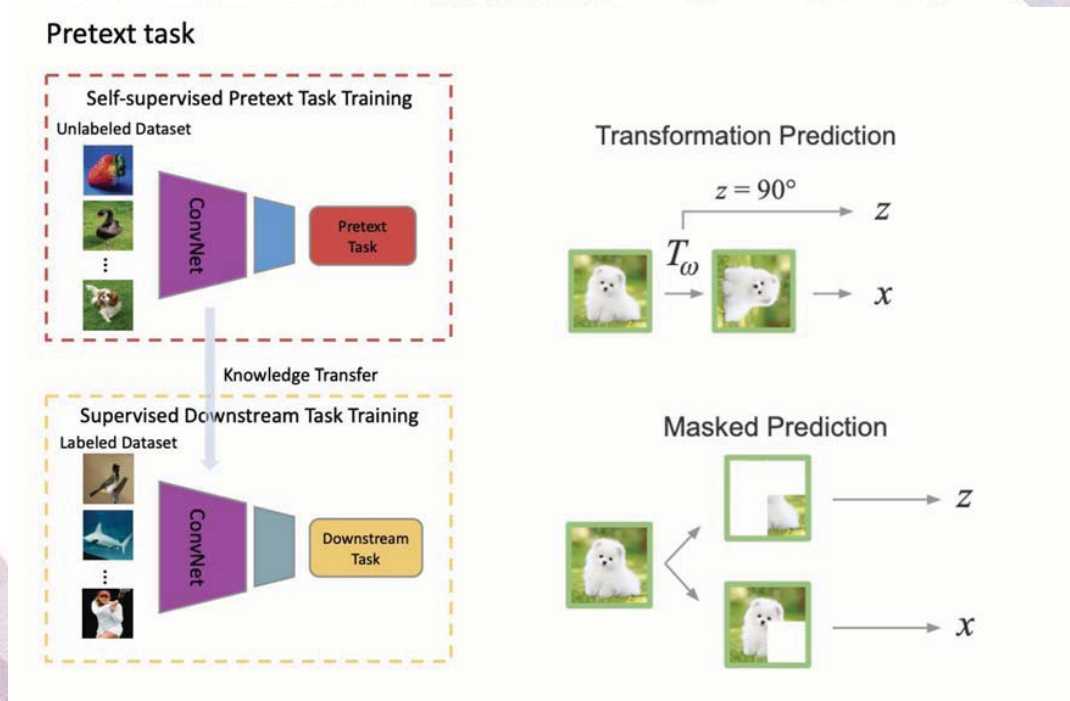 Pretext task
Self-supervised Pretext Task Training
Unlabeled Dataset
ConvNet
Pretext
Task
Knowledge Transfer
Supervised Downstream Task Training
Labeled Dataset
ConvNet
Downstream
Task
Transformation Prediction
z = 90°
z
T_ω
x
Masked Prediction
z
x